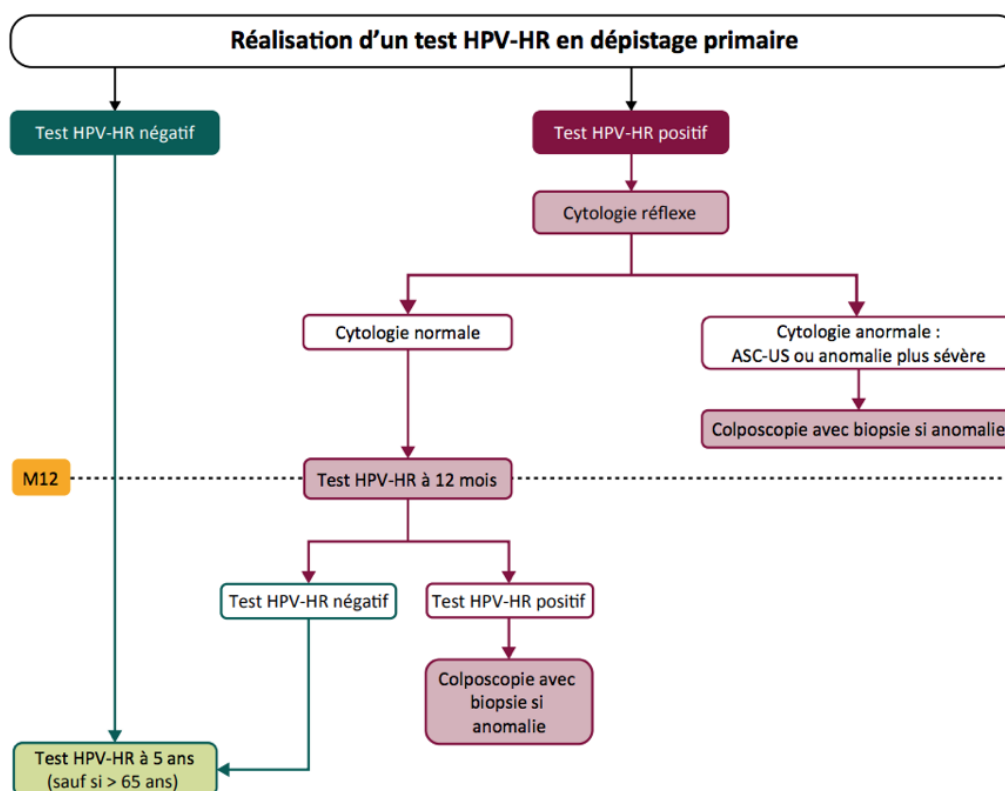 Réalisation d’un test HPV-HR en dépistage primaire
Test HPV-HR négatif
Test HPV-HR positif
Cytologie réflexe
Cytologie normale
Cytologie anormale :
ASC-US ou anomalie plus sévère
Colposcopie avec biopsie si anomalie
M12
Test HPV-HR à 12 mois
Test HPV-HR négatif
Test HPV-HR positif
Colposcopie avec
biopsie si
anomalie
Test HPV-HR à 5 ans
(sauf si > 65 ans)